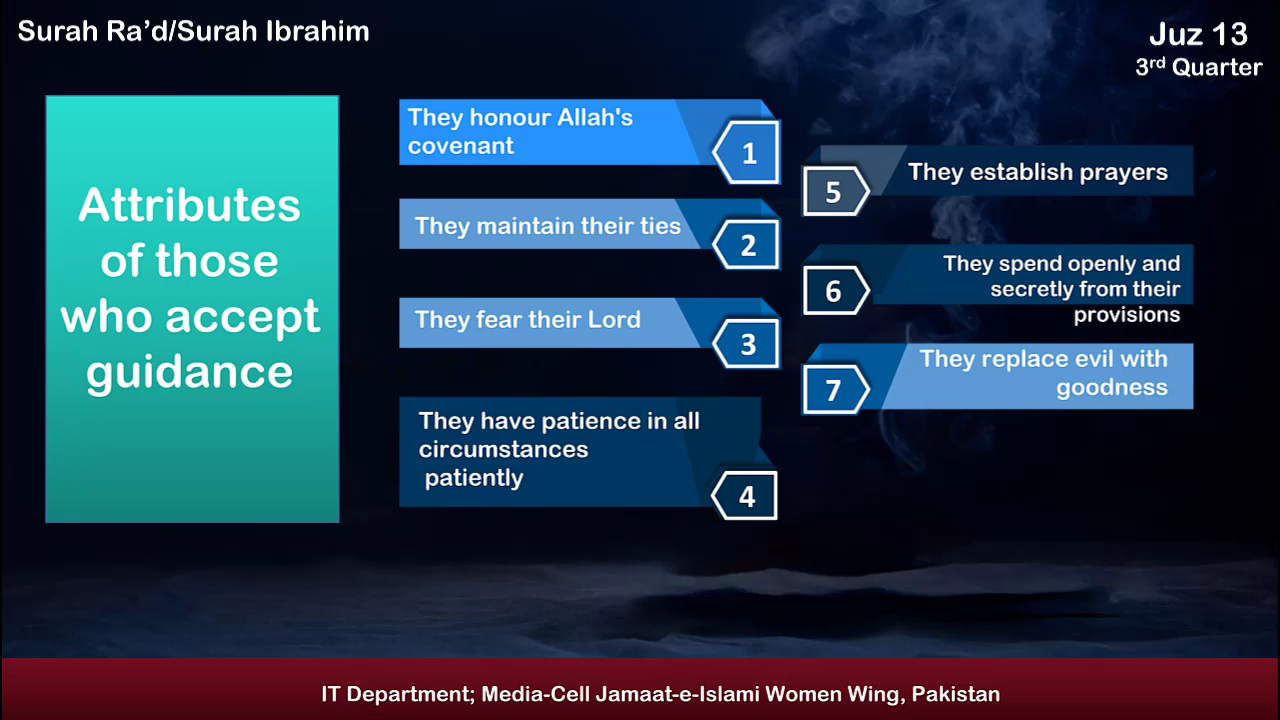 Surah Ra’d/Surah Ibrahim
Juz 13
3rd Quarter
Attributes
of those
who accept
guidance
They honour Allah's
covenant
1
They maintain their ties
2
They fear their Lord
3
They have patience in all
circumstances
patiently
4
5
They establish prayers
6
They spend openly and
secretly from their
provisions
7
They replace evil with
goodness
IT Department; Media-Cell Jamaat-e-Islami Women Wing, Pakistan